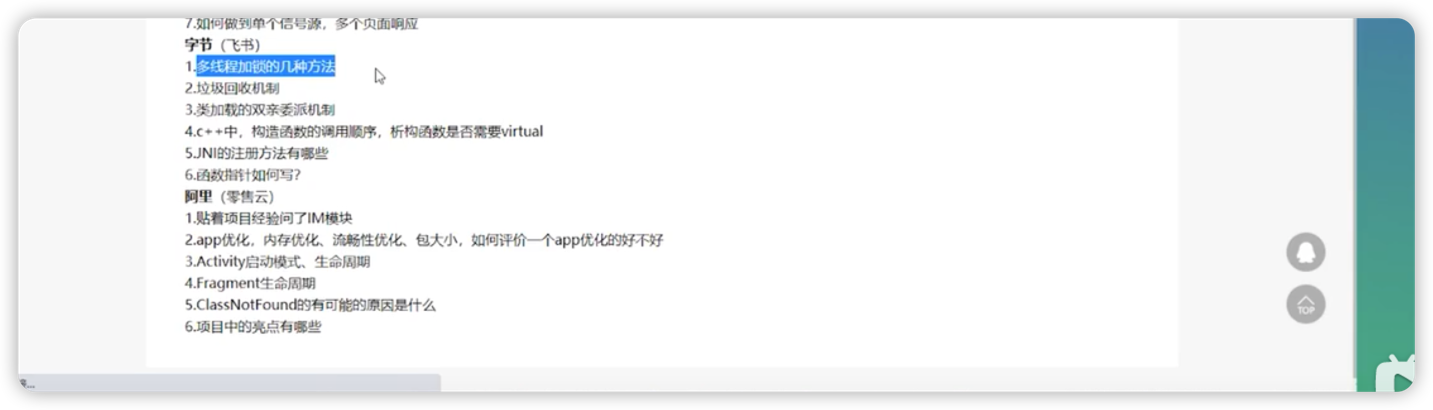 7.如何做到单个信号源，多个页面响应
字节（飞书）
1.多线程加锁的几种方法
2.垃圾回收机制
3.类加载的双亲委派机制
4.c++中，构造函数的调用顺序，析构函数是否需要virtual
5.JNI的注册方法有哪些
6.函数指针如何写?
阿里（零售云）
1.贴着项目经验问了IM模块
2.app优化，内存优化、流畅性优化、包大小，如何评价一个app优化的好不好
3.Activity启动模式、生命周期
4.Fragment生命周期
5.ClassNotFound的有可能的原因是什么
6.项目中的亮点有哪些
TOP